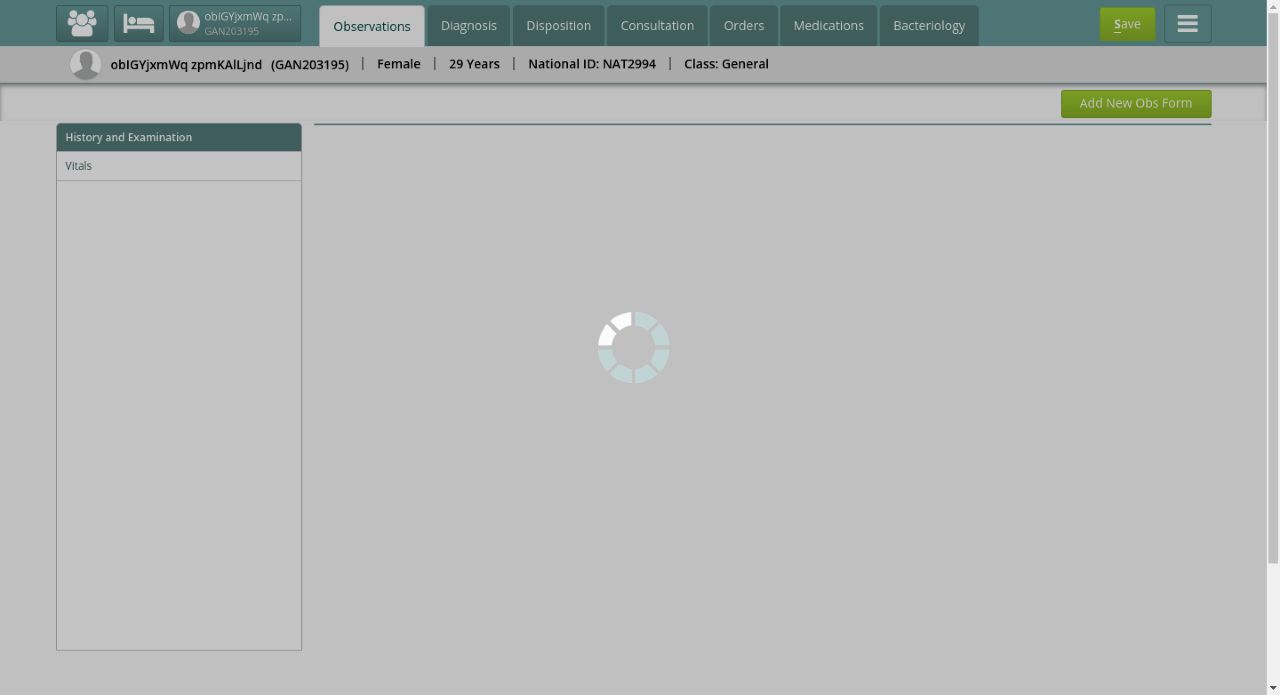 obIGYjxmWq zp...
GAN203195
Observations
Diagnosis
Disposition
Consultation
Orders
Medications
Bacteriology
Save
obIGYjxmWq zpmKAlLjnd (GAN203195) | Female | 29 Years | National ID: NAT2994 | Class: General
Add New Obs Form
History and Examination
Vitals